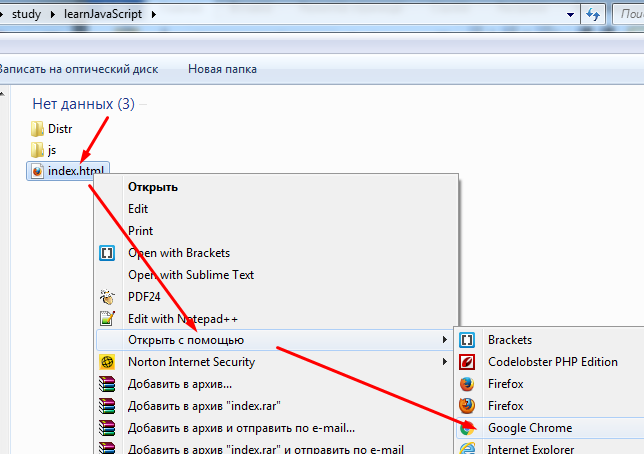 study ▸ learnJavaScript ▸
Поис
Записать на оптический диск Новая папка
Нет данных (3)
Distr
js
index.html
Открыть
Edit
Print
Open with Brackets
Open with Sublime Text
PDF24
Edit with Notepad++
Открыть с помощью
Norton Internet Security
Добавить в архив...
Добавить в архив "index.rar"
Добавить в архив и отправить по e-mail...
Добавить в архив "index.rar" и отправить по e-mail
Brackets
Codelobster PHP Edition
Firefox
Firefox
Google Chrome
Internet Explorer